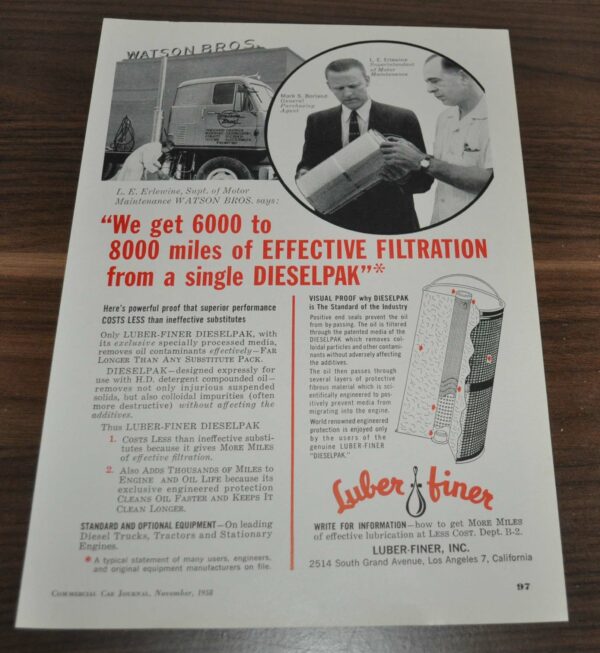 WATSON BROS.
L. E. Erlewine
Superintendent
of Motor
Maintenance
Mark S. Borland
General
Purchasing
Agent
L. E. Erlewine, Supt. of Motor
Maintenance WATSON BROS. says:
“We get 6000 to
8000 miles of EFFECTIVE FILTRATION
from a single DIESELPAK”*
Here's powerful proof that superior performance
COSTS LESS than ineffective substitutes
Only LUBER-FINER DIESELPAK, with
its exclusive specially processed media,
removes oil contaminants effectively—FAR
LONGER THAN ANY SUBSTITUTE PACK.
DIESELPAK—designed expressly for
use with H.D. detergent compounded oil—
removes not only injurious suspended
solids, but also colloidal impurities (often
more destructive) without affecting the
additives.
Thus LUBER-FINER DIESELPAK
1. COSTS LESS than ineffective substi-
tutes because it gives MORE MILES
of effective filtration.
2. Also ADDS THOUSANDS OF MILES TO
ENGINE AND OIL LIFE because its
exclusive engineered protection
CLEANS OIL FASTER AND KEEPS IT
CLEAN LONGER.
STANDARD AND OPTIONAL EQUIPMENT—On leading
Diesel Trucks, Tractors and Stationary
Engines.
* A typical statement of many users, engineers,
and original equipment manufacturers on file.
VISUAL PROOF why DIESELPAK
is The Standard of the Industry
Positive end seals prevent the oil
from by-passing. The oil is filtered
through the patented media of the
DIESELPAK which removes col-
loidal particles and other contami-
nants without adversely affecting
the additives.
The oil then passes through
several layers of protective
fibrous material which is sci-
entifically engineered to pos-
itively prevent media from
migrating into the engine.
World renowned engineered
protection is enjoyed only
by the users of the
genuine LUBER-FINER
"DIESELPAK."
Luber finer
WRITE FOR INFORMATION—how to get MORE MILES
of effective lubrication at LESS COST. Dept. B-2.
LUBER-FINER, INC.
2514 South Grand Avenue, Los Angeles 7, California
COMMERCIAL CAR JOURNAL, November, 1958
97